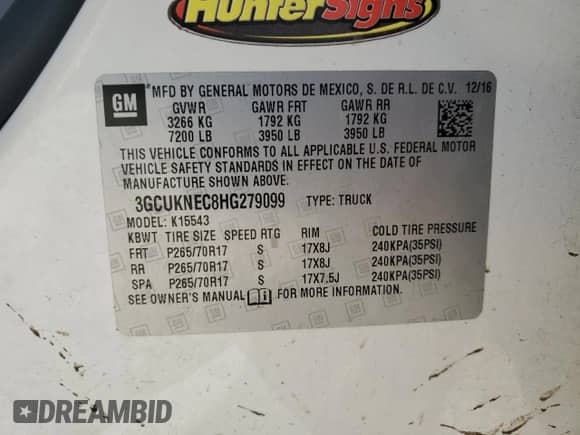 HunterSigns
GM
*MFD BY GENERAL MOTORS DE MEXICO, S. DE R.L. DE C.V. 12/16
GVWR GAWR FRT GAWR RR
3266 KG 1792 KG 1792 KG
7200 LB 3950 LB 3950 LB
THIS VEHICLE CONFORMS TO ALL APPLICABLE U.S. FEDERAL MOTOR
VEHICLE SAFETY STANDARDS IN EFFECT ON THE DATE OF
MANUFACTURE SHOWN ABOVE.
3GCUKNEC8HG279099 TYPE: TRUCK
MODEL: K15543
KBWT TIRE SIZE SPEED RTG RIM COLD TIRE PRESSURE
FRT P265/70R17 S 17X8J 240KPA(35PSI)
RR P265/70R17 S 17X8J 240KPA(35PSI)
SPA P265/70R17 S 17X7.5J 240KPA(35PSI)
SEE OWNER'S MANUAL FOR MORE INFORMATION.
DREAMBID